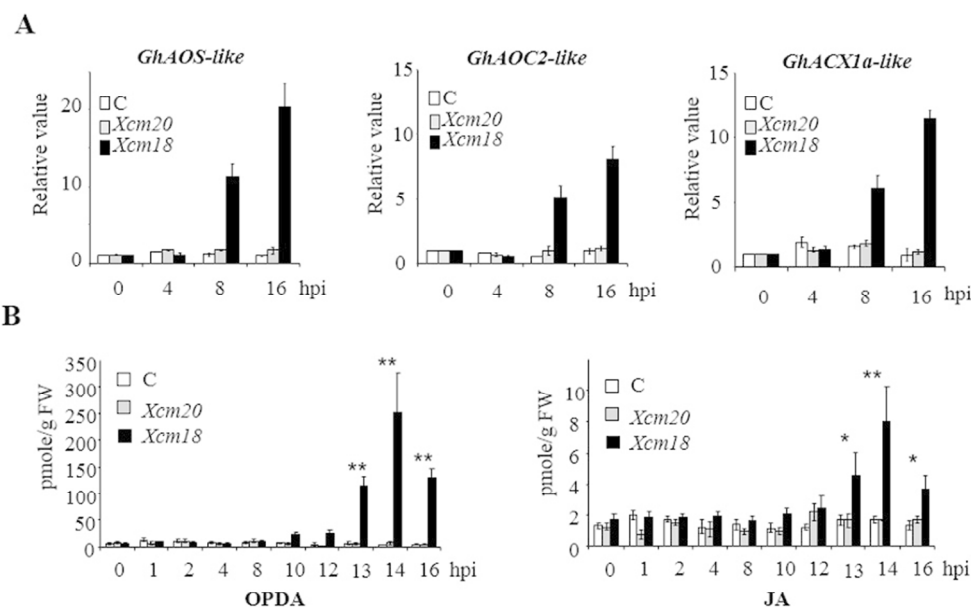 A
GhAOS-like
GhAOC2-like
GhACX1a-like
Relative value
20
10
0
C
Xcm20
Xcm18
0 4 8 16 hpi
Relative value
15
10
5
0
C
Xcm20
Xcm18
0 4 8 16 hpi
Relative value
15
10
5
0
C
Xcm20
Xcm18
0 4 8 16 hpi
B
pmole/g FW
350
300
250
200
150
100
50
0
C
Xcm20
Xcm18
**
**
**
0 1 2 4 8 10 12 13 14 16 hpi
OPDA
pmole/g FW
10
8
6
4
2
0
C
Xcm20
Xcm18
*
**
*
0 1 2 4 8 10 12 13 14 16 hpi
JA